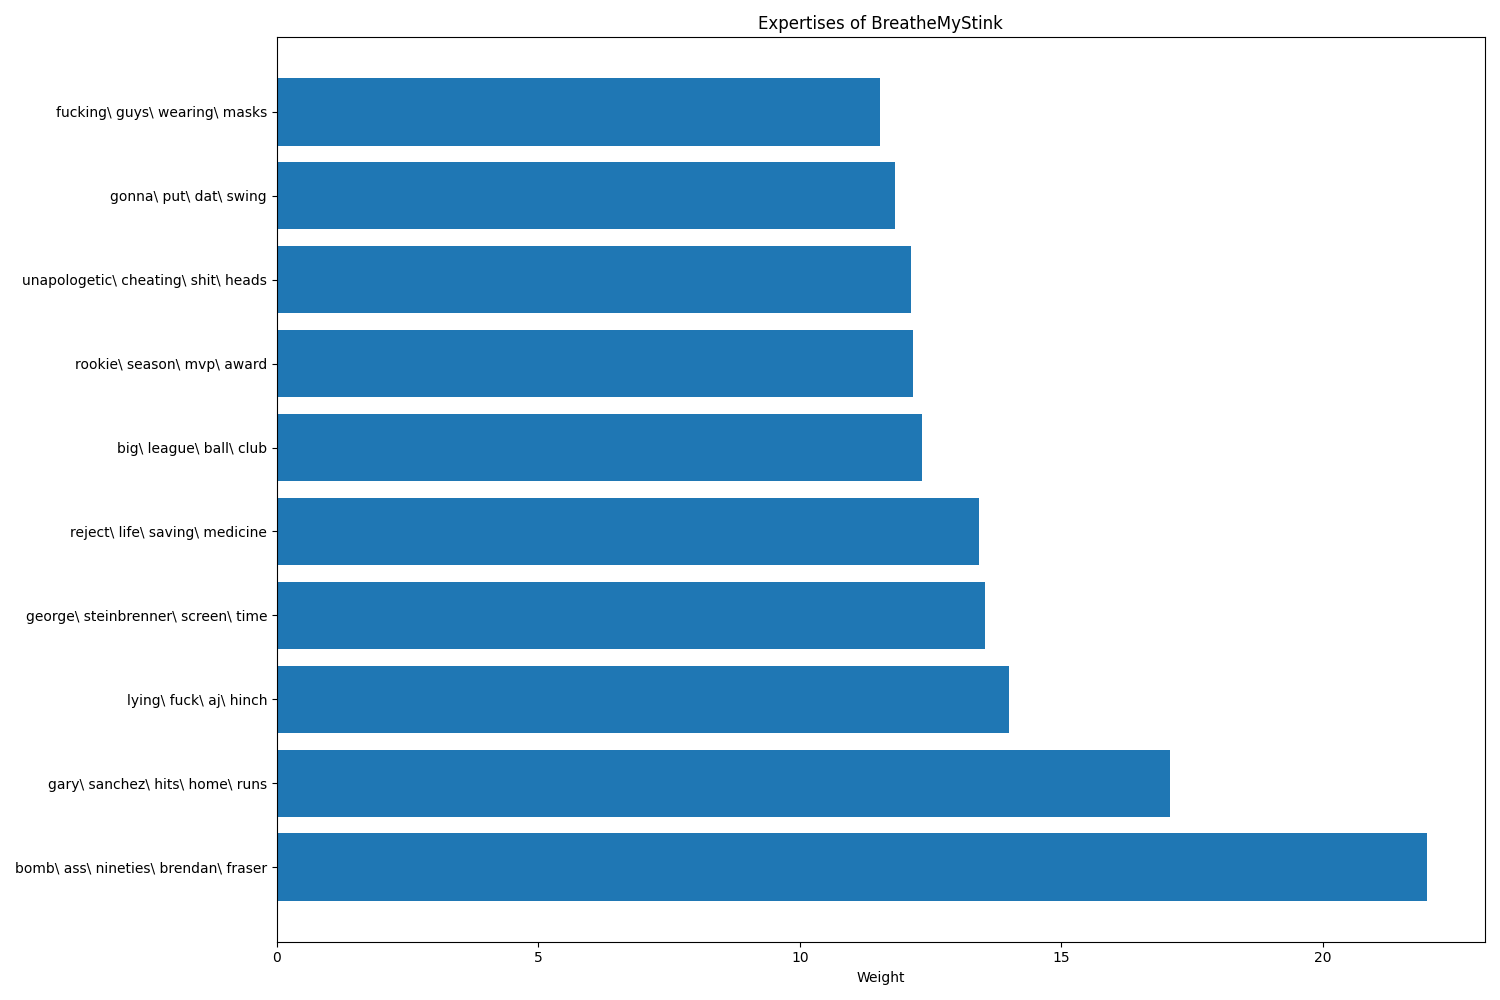 Expertises of BreatheMyStink
fucking\ guys\ wearing\ masks
gonna\ put\ dat\ swing
unapologetic\ cheating\ shit\ heads
rookie\ season\ mvp\ award
big\ league\ ball\ club
reject\ life\ saving\ medicine
george\ steinbrenner\ screen\ time
lying\ fuck\ aj\ hinch
gary\ sanchez\ hits\ home\ runs
bomb\ ass\ nineties\ brendan\ fraser
0 5 10 15 20
Weight